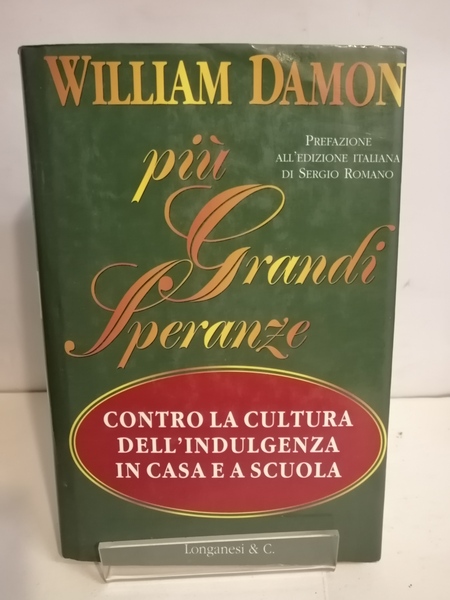 WILLIAM DAMON
PREFAZIONE
ALL'EDIZIONE ITALIANA
DI SERGIO ROMANO
più
Grandi
Speranze
CONTRO LA CULTURA
DELL'INDULGENZA
IN CASA E A SCUOLA
Longanesi & C.